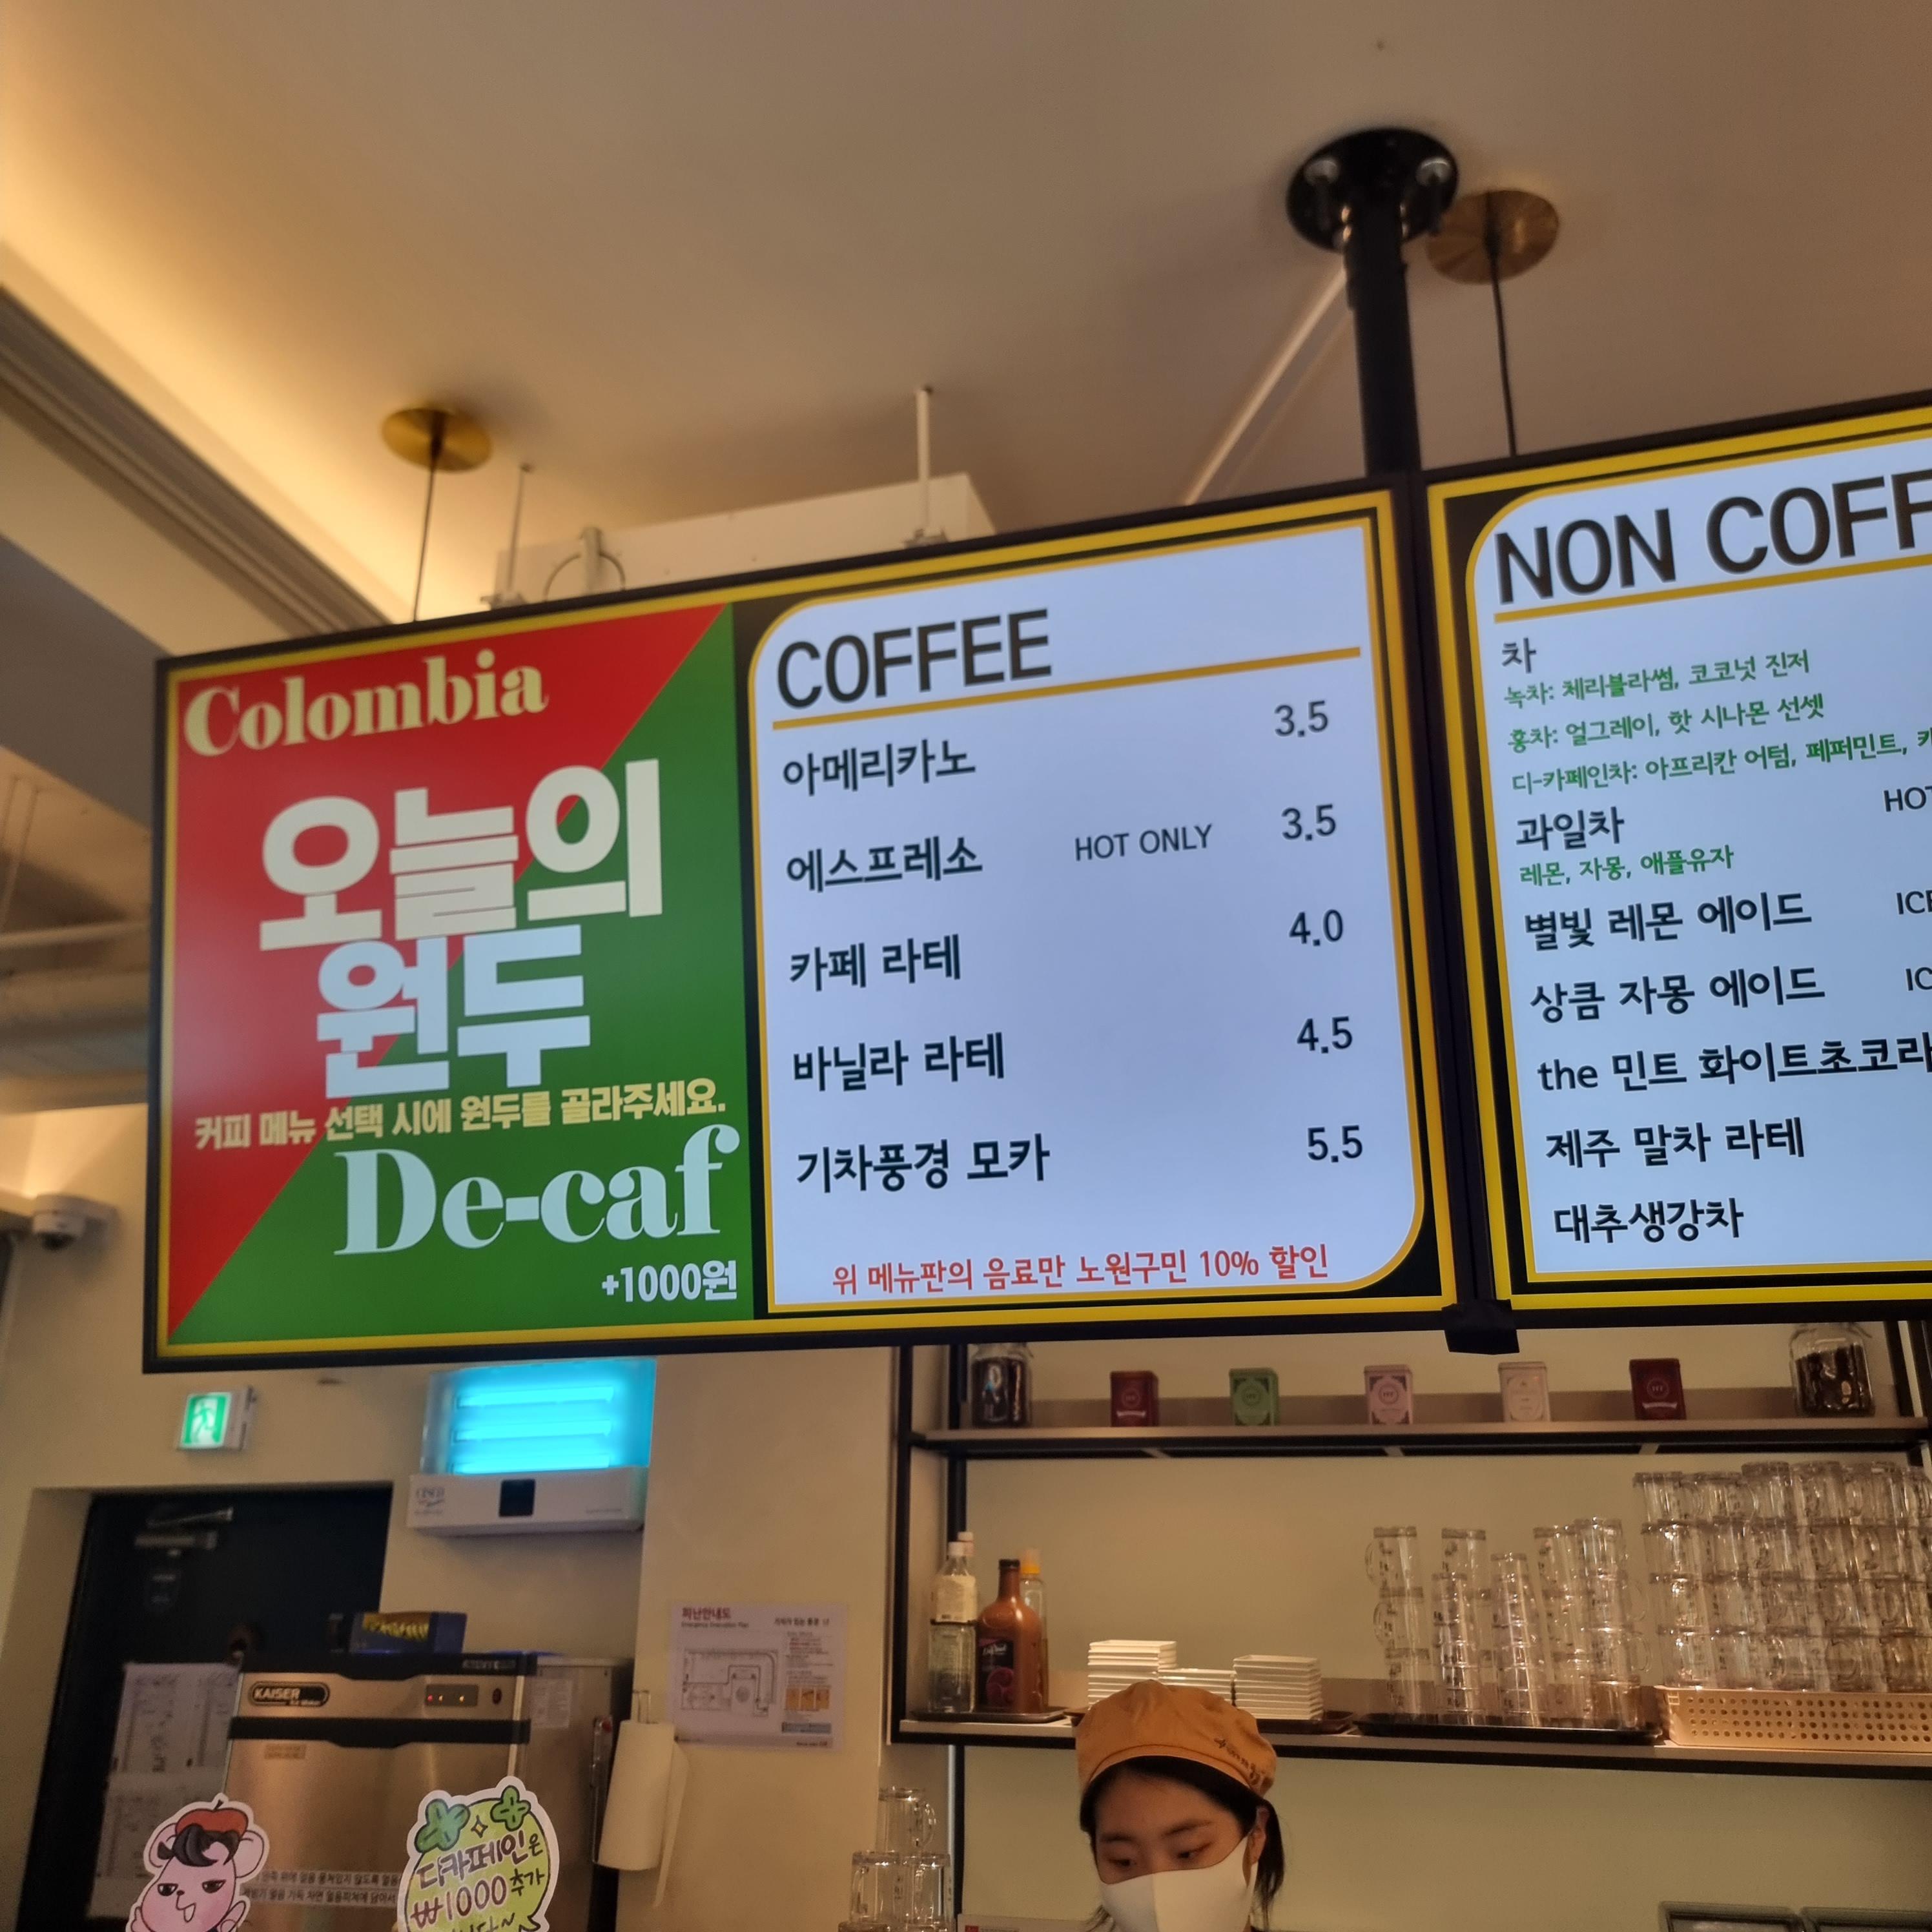 Colombia
오늘의
원두
커피 메뉴 선택 시에 원두를 골라주세요.
De-caf
+1000원
COFFEE
아메리카노 3.5
에스프레소 HOT ONLY 3.5
카페 라테 4.0
바닐라 라테 4.5
기차풍경 모카 5.5
위 메뉴판의 음료만 노원구민 10% 할인
NON COFF
차
녹차: 체리블라썸, 코코넛 진저
홍차: 얼그레이, 핫 시나몬 선셋
디-카페인차: 아프리칸 어텀, 페퍼민트,
과일차 HOT
레몬, 자몽, 애플유자
별빛 레몬 에이드 ICE
상큼 자몽 에이드 IC
the 민트 화이트초코라
제주 말차 라테
대추생강차
피난안내도
KAISER
디카페인은
₩1000 추가